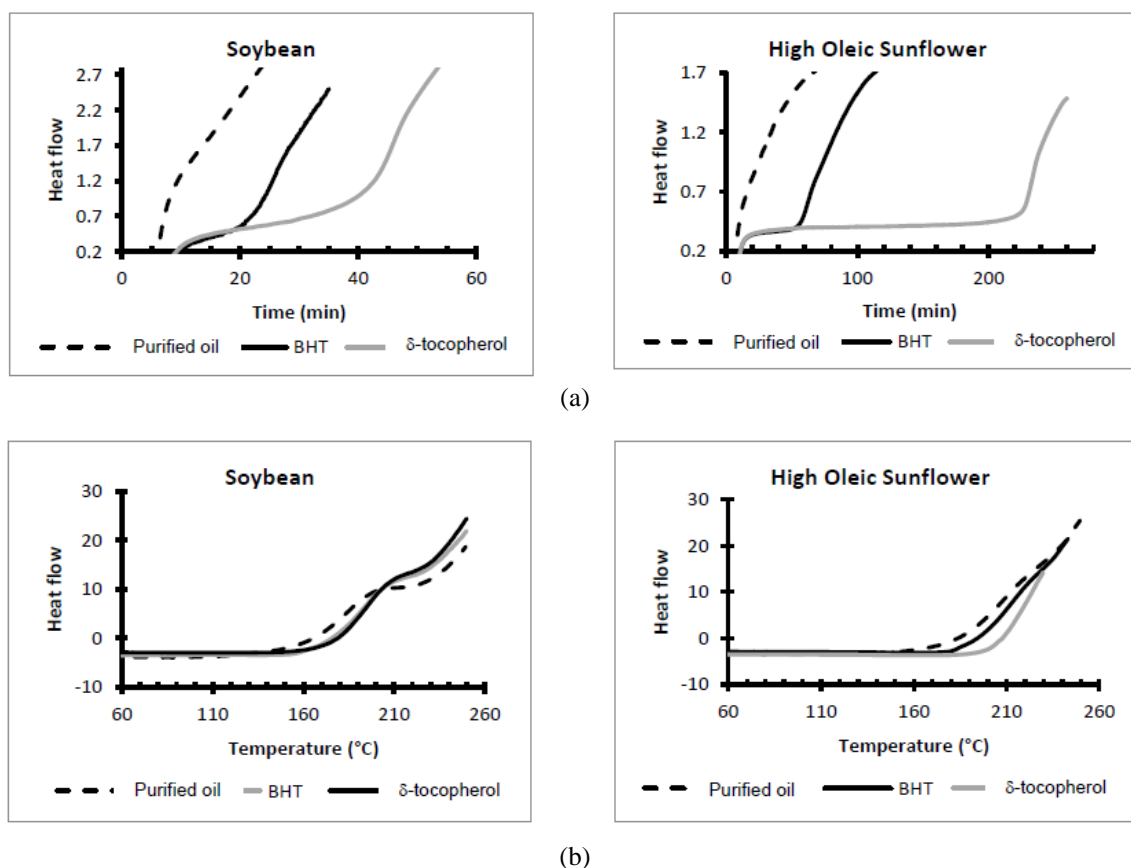 Soybean
2.7
2.2
1.7
1.2
0.7
0.2
Heat flow
0 20 40 60
Time (min)
Purified oil BHT δ-tocopherol
High Oleic Sunflower
1.7
1.2
0.7
0.2
Heat flow
0 100 200
Time (min)
Purified oil BHT δ-tocopherol
(a)
Soybean
30
20
10
0
-10
Heat flow
60 110 160 210 260
Temperature (°C)
Purified oil BHT δ-tocopherol
High Oleic Sunflower
30
20
10
0
-10
Heat flow
60 110 160 210 260
Temperature (°C)
Purified oil BHT δ-tocopherol
(b)